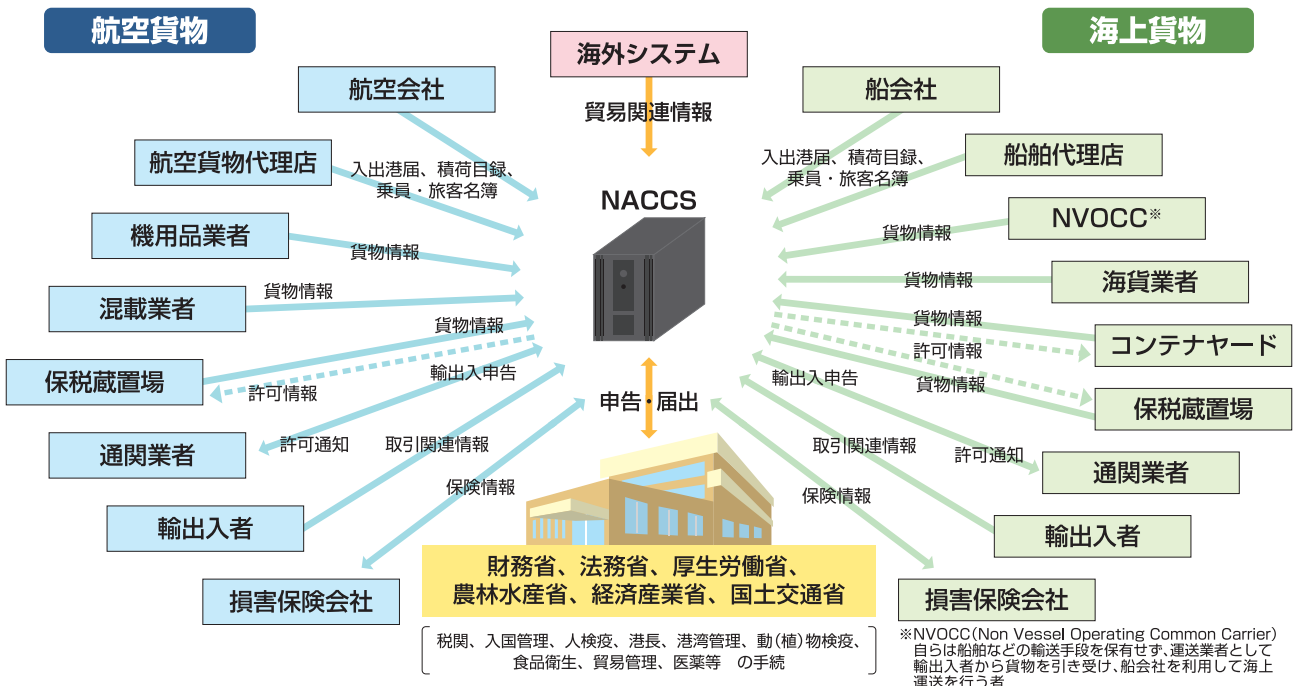 航空貨物
海上貨物
海外システム
貿易関連情報
航空会社
航空貨物代理店
入出港届、積荷目録、
乗員・旅客名簿
機用品業者
貨物情報
混載業者
貨物情報
保税蔵置場
貨物情報
許可情報
通関業者
輸出入申告
許可通知
輸出入者
取引関連情報
損害保険会社
保険情報
NACCS
申告・届出
財務省、法務省、厚生労働省、
農林水産省、経済産業省、国土交通省
税関、入国管理、人検疫、港長、港湾管理、動(植)物検疫、
食品衛生、貿易管理、医薬等 の手続
船会社
船舶代理店
入出港届、積荷目録、
乗員・旅客名簿
NVOCC※
貨物情報
海貨業者
貨物情報
コンテナヤード
貨物情報
許可情報
保税蔵置場
貨物情報
通関業者
輸出入申告
許可通知
輸出入者
取引関連情報
損害保険会社
保険情報
※NVOCC(Non Vessel Operating Common Carrier)
自らは船舶などの輸送手段を保有せず、運送業者として
輸出入者から貨物を引き受け、船会社を利用して海上
運送を行う者